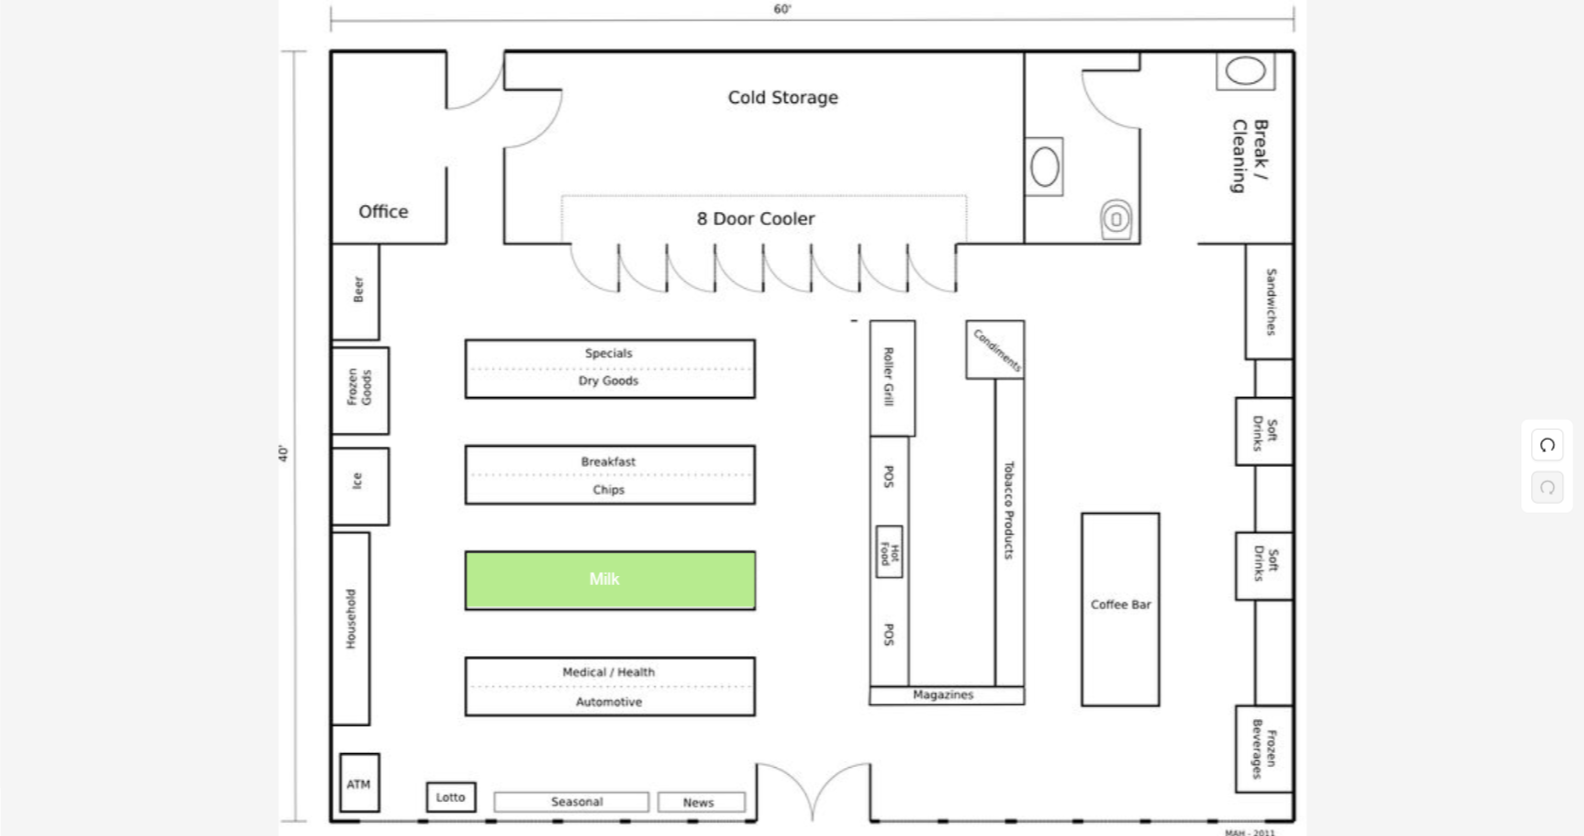 60'
Cold Storage
Break /
Cleaning
Office
8 Door Cooler
Beer
Sandwiches
Specials
Dry Goods
Roller Grill
Condiments
Frozen
Goods
Soft
Drinks
40'
Breakfast
Chips
Ice
POS
Tobacco Products
Hot
Food
Soft
Drinks
Milk
Coffee Bar
Household
POS
Medical / Health
Automotive
Magazines
Frozen
Beverages
ATM
Lotto
Seasonal
News
MAH - 2011